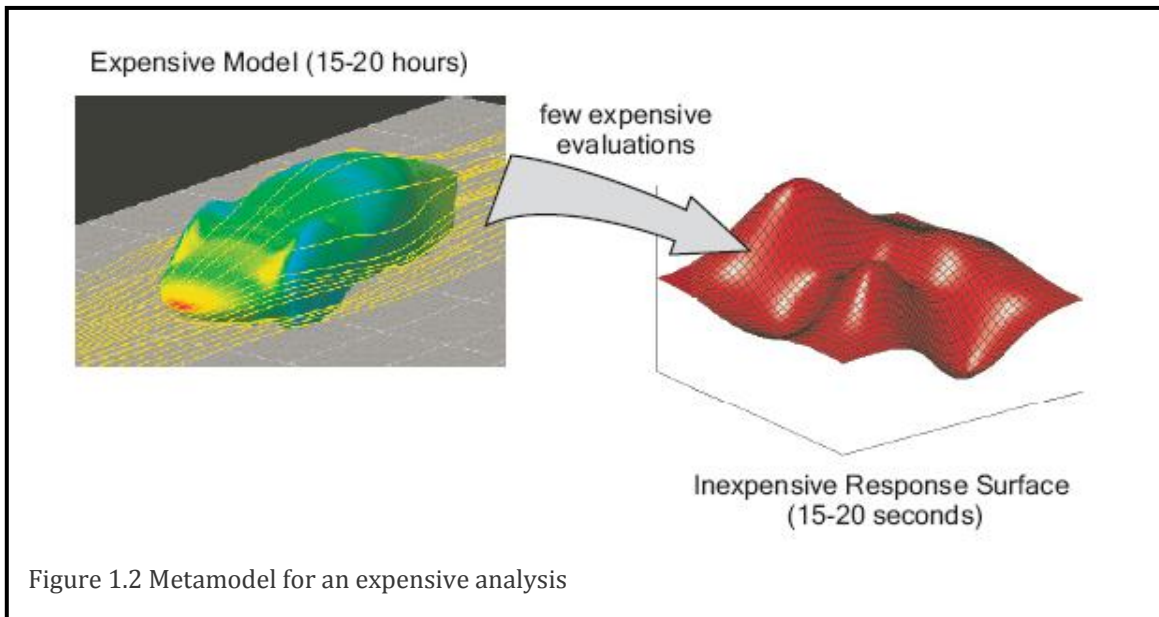 Expensive Model (15-20 hours)
few expensive
evaluations
Inexpensive Response Surface
(15-20 seconds)
Figure 1.2 Metamodel for an expensive analysis